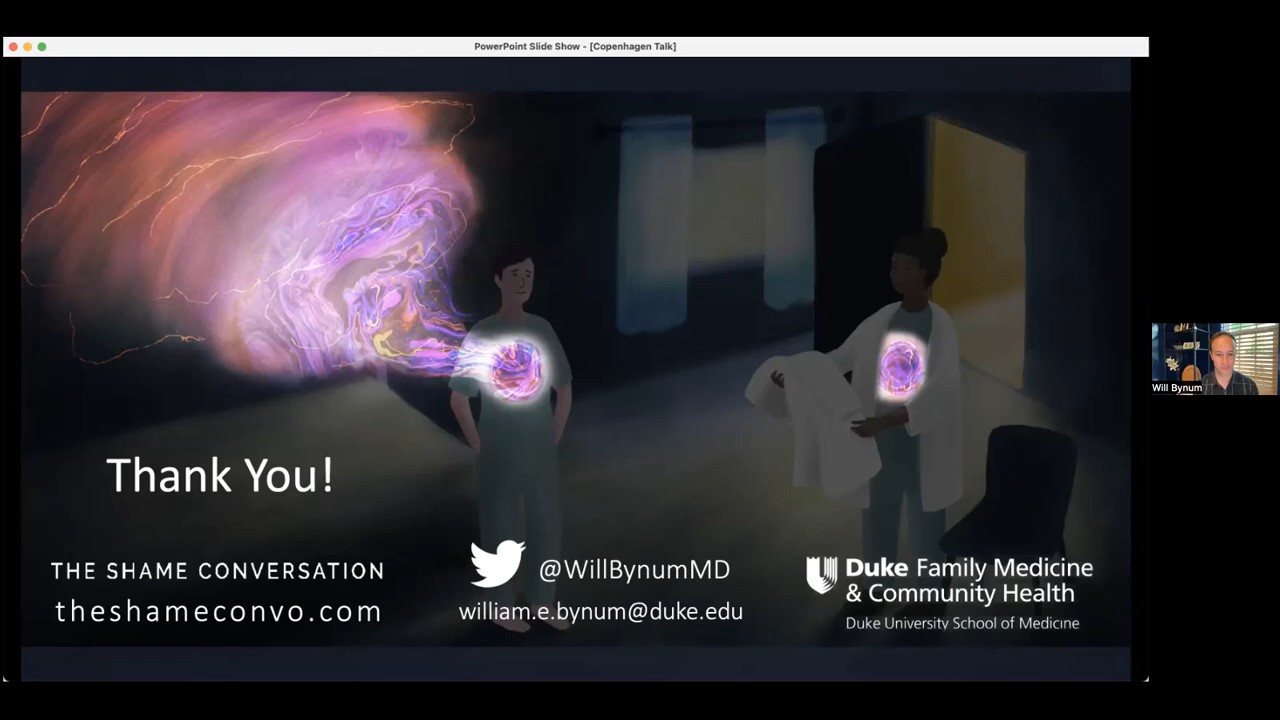 PowerPoint Slide Show - [Copenhagen Talk]
Thank You!
THE SHAME CONVERSATION
theshameconvo.com
@WillBynumMD
william.e.bynum@duke.edu
Duke Family Medicine
& Community Health
Duke University School of Medicine
Will Bynum